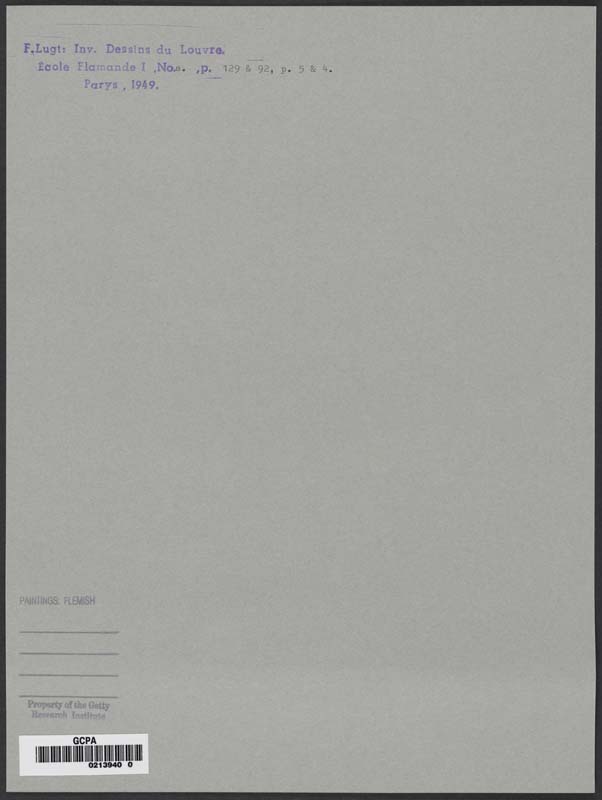 F.Lugt: Inv. Dessins du Louvre.
Ecole Flamande I ,No.s. ,p. 129 & 92, p. 5 & 4.
Parys , 1949.
PAINTINGS: FLEMISH
Property of the Getty
Research Institute
GCPA
0213940 0